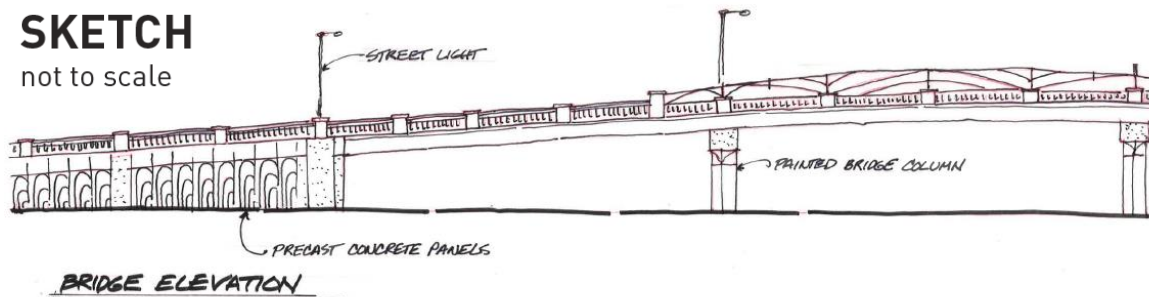 SKETCH
not to scale
STREET LIGHT
PAINTED BRIDGE COLUMN
PRECAST CONCRETE PANELS
BRIDGE ELEVATION